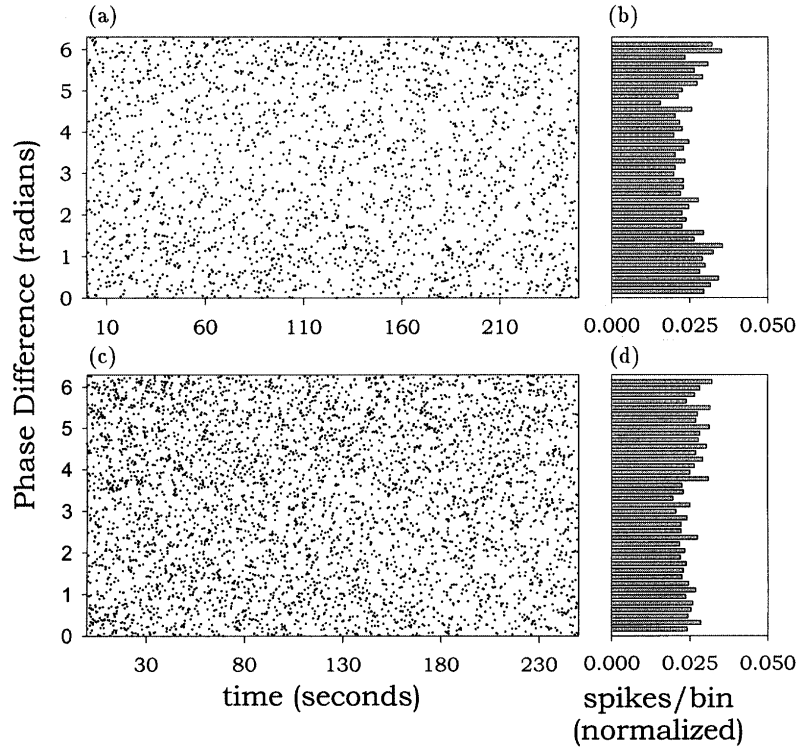 (a)
(b)
6
5
4
3
2
1
0
10 60 110 160 210
0.000 0.025 0.050
(c)
(d)
6
5
4
3
2
1
0
30 80 130 180 230
0.000 0.025 0.050
Phase Difference (radians)
time (seconds)
spikes/bin
(normalized)